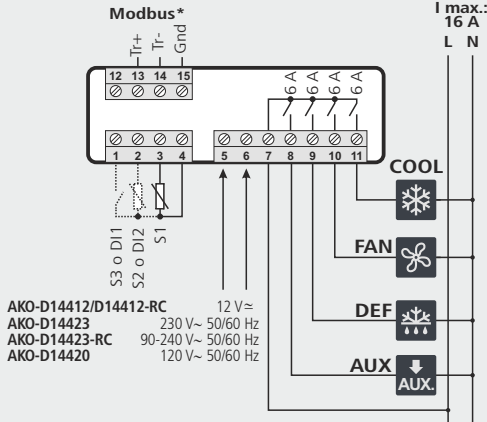 Modbus*
I max.:
16 A
L N
Tr+
Tr-
Gnd
12 13 14 15
6 A
6 A
6 A
6 A
1 2 3 4 5 6 7 8 9 10 11
COOL
S3 o DI1
S2 o DI2
S1
FAN
AKO-D14412/D14412-RC 12 V≃
AKO-D14423 230 V~ 50/60 Hz
AKO-D14423-RC 90-240 V~ 50/60 Hz
AKO-D14420 120 V~ 50/60 Hz
DEF
AUX
AUX.